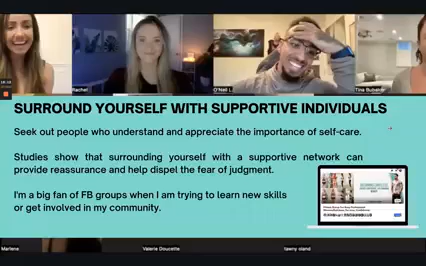 Rachel
O'Neil L
Tina Bubaher
SURROUND YOURSELF WITH SUPPORTIVE INDIVIDUALS
Seek out people who understand and appreciate the importance of self-care.
Studies show that surrounding yourself with a supportive network can
provide reassurance and help dispel the fear of judgment.
I'm a big fan of FB groups when I am trying to learn new skills
or get involved in my community.
Marlene
Valerie Doucette
tawny island